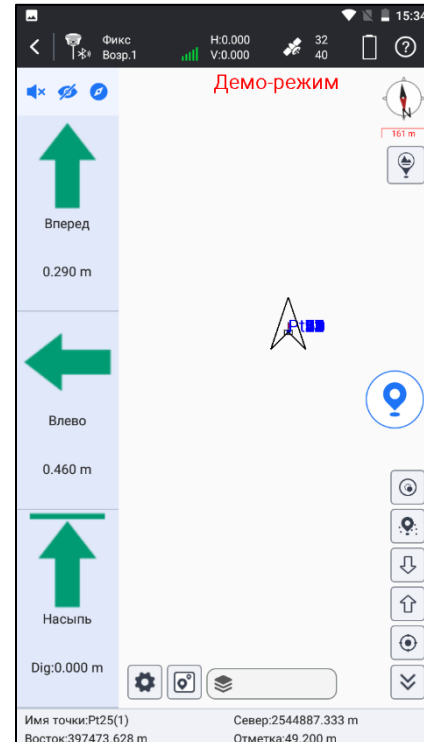 15:34
Фикс H:0.000 32
Возр.1 V:0.000 40
Демо-режим
N
161 m
Вперед
0.290 m
Влево
0.460 m
Насыпь
Dig:0.000 m
Имя точки:Pt25(1) Север:2544887.333 m
Восток:397473.628 m Отметка:49.200 m